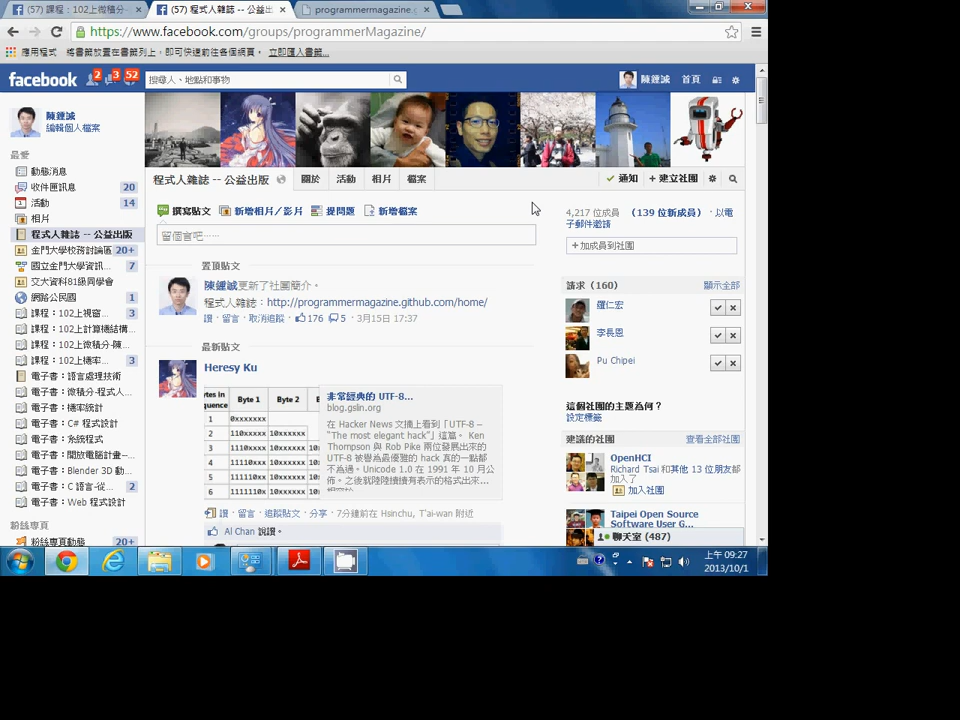 (57) 課程：102上微積分-
(57) 程式人雜誌 -- 公益出
programmermagazine.g
https://www.facebook.com/groups/programmerMagazine/
應用程式 將書籤放置在書籤列上，即可快速前往各個網頁。 立即匯入書籤...
facebook 2 3 52
搜尋人、地點和事物
陳鍾誠 首頁
陳鍾誠
編輯個人檔案
最愛
動態消息
收件匣訊息 20
活動 14
相片
程式人雜誌 -- 公益出版
金門大學校務討論區 20+
國立金門大學資訊... 7
交大資科81級同學會
網路公民國 1
課程：102上視窗... 3
課程：102上計算機結構...
課程：102上微積分-陳...
課程：102上機率... 3
電子書：語言處理技術
電子書：微積分-程式人...
電子書：機率統計
電子書：C# 程式設計
電子書：系統程式
電子書：開放電腦計畫--...
電子書：Blender 3D 動...
電子書：C 語言-從... 2
電子書：Web 程式設計
粉絲專頁
粉絲專頁動態 20+
程式人雜誌 -- 公益出版 關於 活動 相片 檔案
通知 + 建立社團
撰寫貼文 新增相片／影片 提問題 新增檔案
留個言吧……
置頂貼文
陳鍾誠更新了社團簡介。
程式人雜誌：http://programmermagazine.github.com/home/
讚．留言．取消追蹤． 176 5．3月15日 17:37
最新貼文
Heresy Ku
ytes in
quence Byte 1 Byte 2 B
1 0xxxxxxx
2 110xxxxx 10xxxxxx
3 1110xxxx 10xxxxxx 10x
4 11110xxx 10xxxxxx 10x
5 111110xx 10xxxxxx 10x
6 1111110x 10xxxxxx 10x
非常經典的 UTF-8...
blog.gslin.org
在 Hacker News 文摘上看到「UTF-8 –
"The most elegant hack"」這篇。 Ken
Thompson 與 Rob Pike 兩位發展出來的
UTF-8 被譽為最優雅的 hack 真的一點都
不為過。Unicode 1.0 在 1991 年 10 月公
佈。之後就陸陸續續有表示的格式出來...
讚．留言．追蹤貼文．分享．7分鐘前在 Hsinchu, T'ai-wan 附近
Al Chan 說讚。
4,217 位成員 （139 位新成員）．以電
子郵件邀請
+加成員到社團
請求（160） 顯示全部
羅仁宏
李長恩
Pu Chipei
這個社團的主題為何？
設定標籤
建議的社團 查看全部社團
OpenHCI
Richard Tsai 和其他 13 位朋友都
加入了
加入社團
Taipei Open Source
Software User G...
聊天室 (487)
上午 09:27
2013/10/1